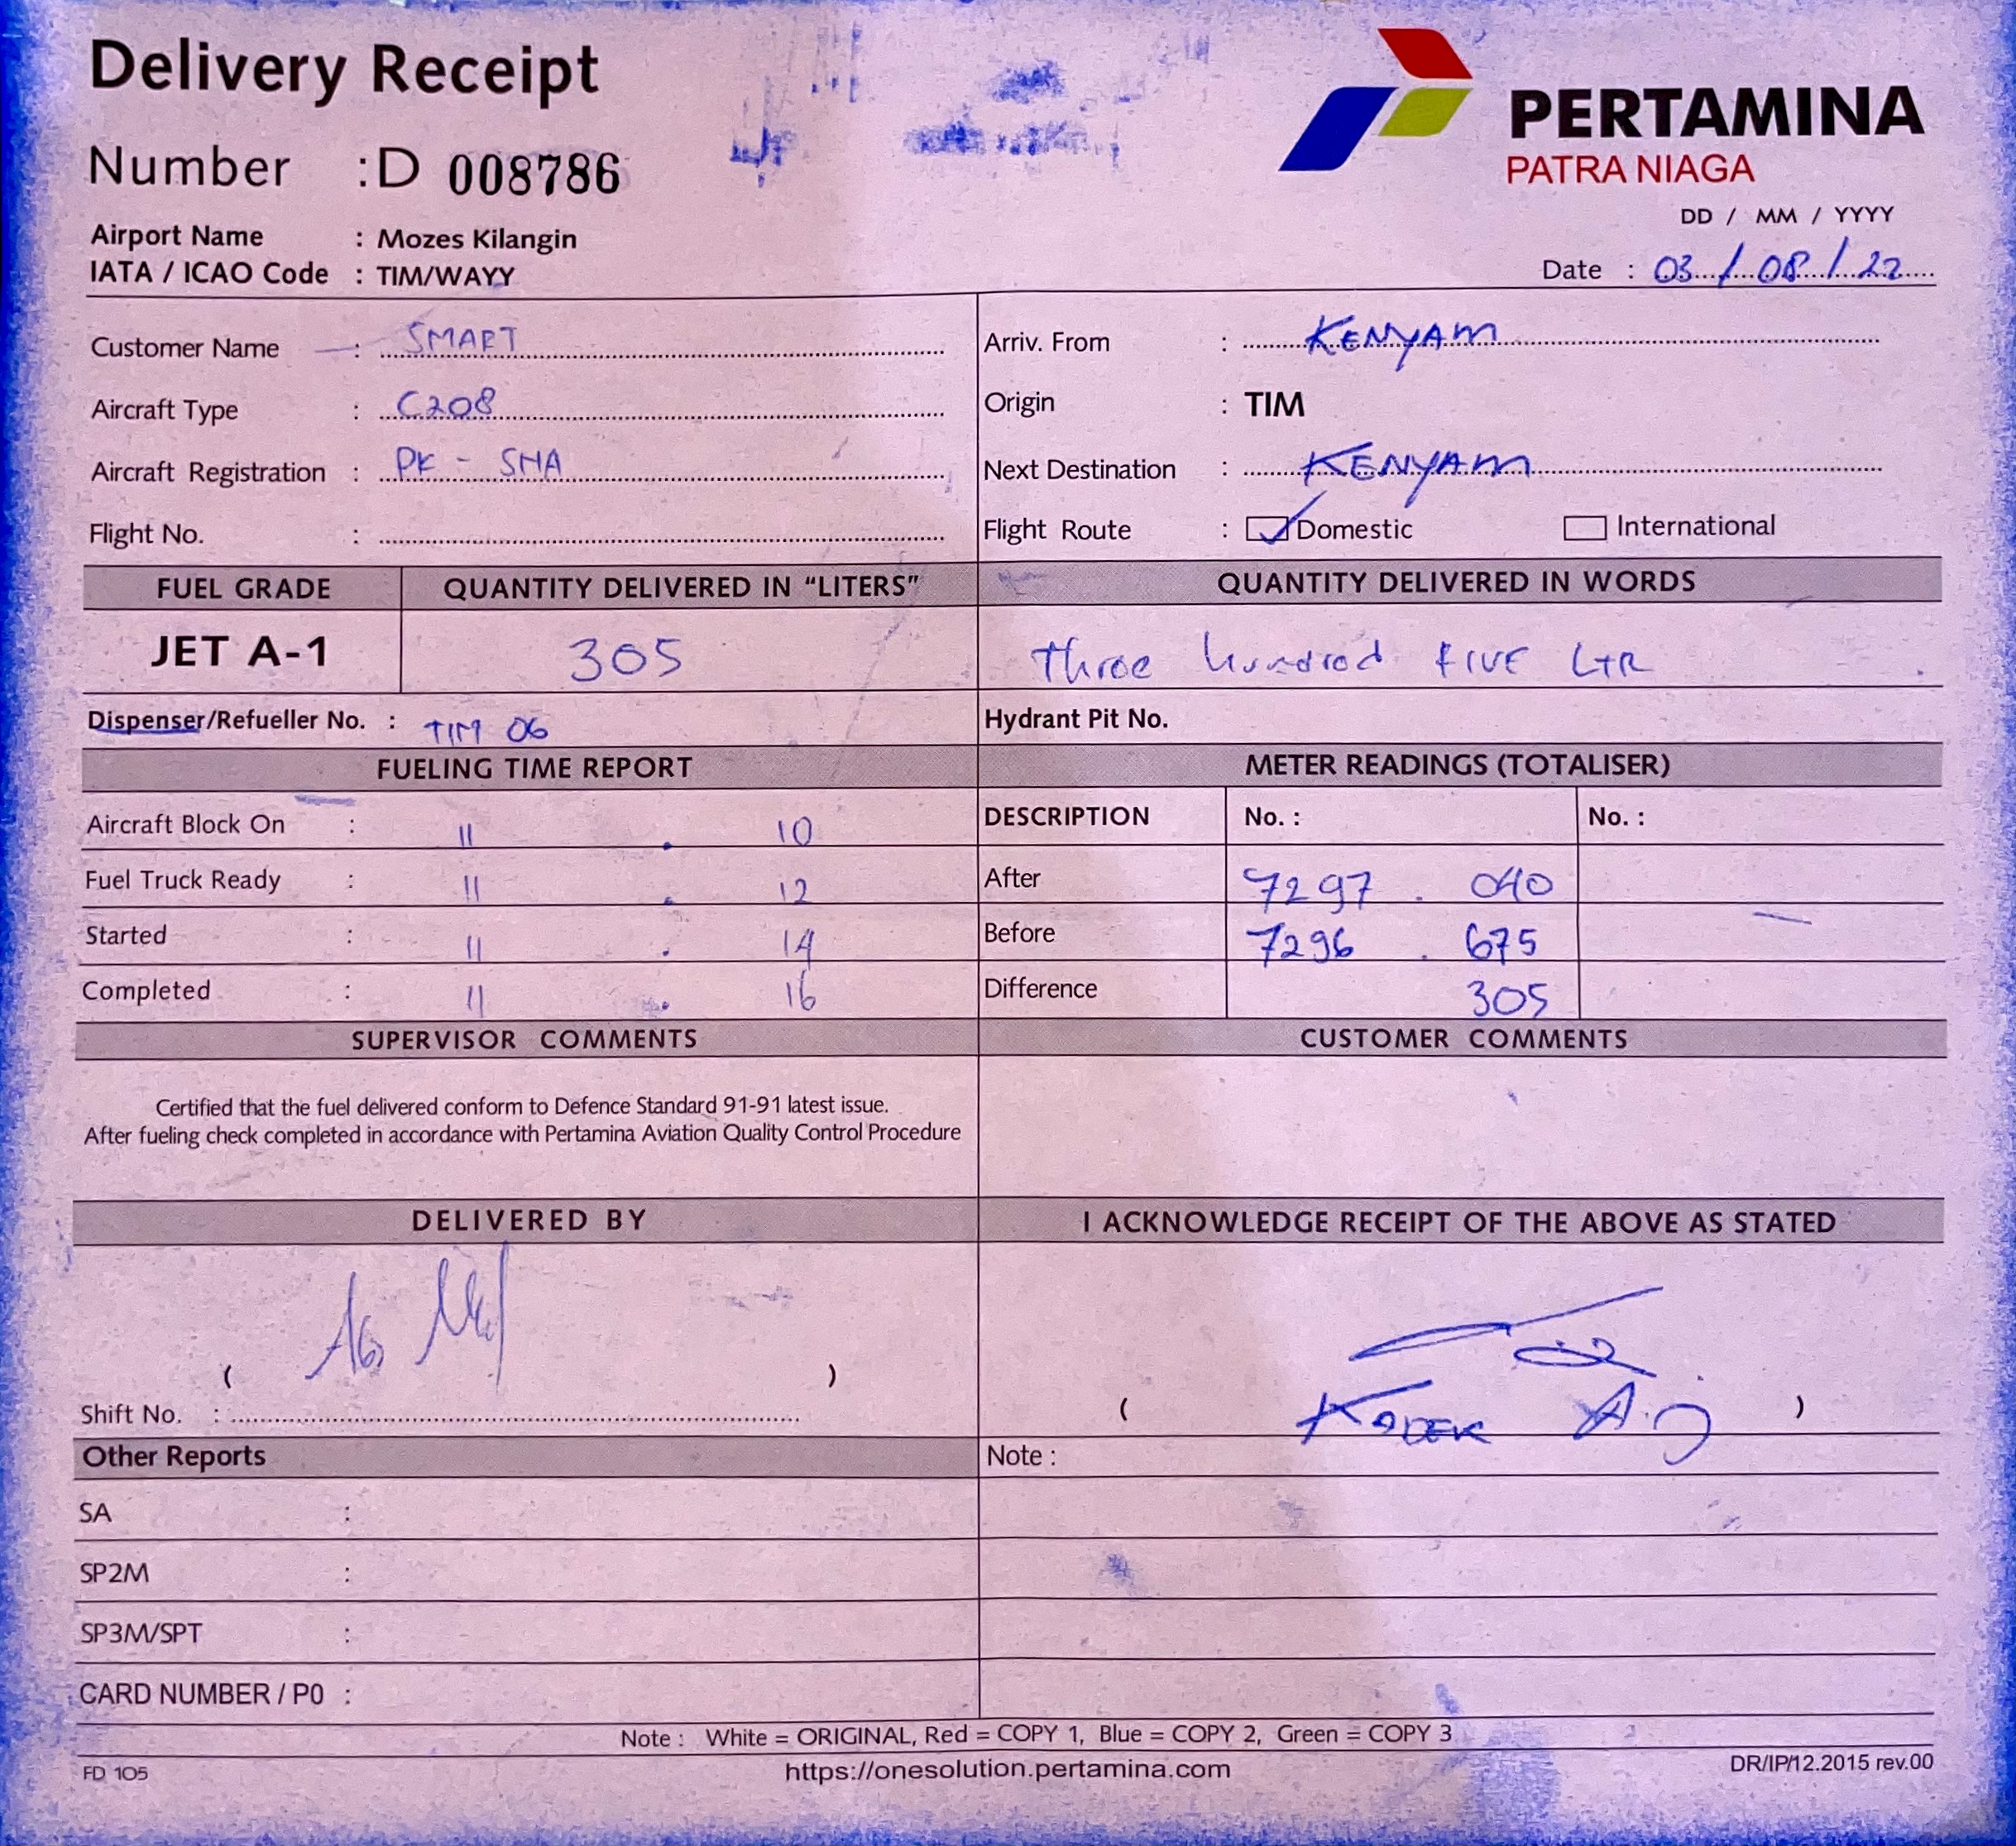 Delivery Receipt
PERTAMINA
PATRA NIAGA
Number : D 008786
DD / MM / YYYY
Airport Name : Mozes Kilangin
IATA / ICAO Code : TIM/WAYY
Date : 03 / 08 / 22
Customer Name : SMART
Arriv. From : KENYAM
Aircraft Type : C208
Origin : TIM
Aircraft Registration : PK - SHA
Next Destination : KENYAM
Flight No. :
Flight Route : Domestic International
FUEL GRADE QUANTITY DELIVERED IN “LITERS” QUANTITY DELIVERED IN WORDS
JET A-1 305 Three hundred FIVE LTR
Dispenser/Refueller No. : TIM 06 Hydrant Pit No.
FUELING TIME REPORT METER READINGS (TOTALISER)
Aircraft Block On : 11 . 10 DESCRIPTION No. : No. :
Fuel Truck Ready : 11 . 12 After 7297 . 040
Started : 11 . 14 Before 7296 . 675
Completed : 11 . 16 Difference 305
SUPERVISOR COMMENTS CUSTOMER COMMENTS
Certified that the fuel delivered conform to Defence Standard 91-91 latest issue.
After fueling check completed in accordance with Pertamina Aviation Quality Control Procedure
DELIVERED BY I ACKNOWLEDGE RECEIPT OF THE ABOVE AS STATED
( )
( KADEK A. )
Shift No. :
Other Reports Note :
SA :
SP2M :
SP3M/SPT :
CARD NUMBER / P0 :
Note : White = ORIGINAL, Red = COPY 1, Blue = COPY 2, Green = COPY 3
FD 105 https://onesolution.pertamina.com DR/IP/12.2015 rev.00